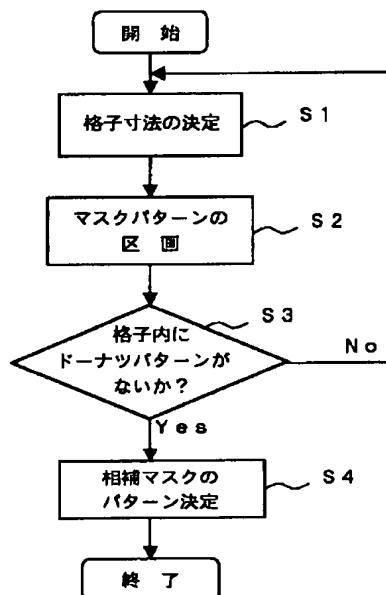 開 始
格子寸法の決定
S1
マスクパターンの
区 画
S2
格子内に
ドーナツパターンが
ないか？
S3
No
Yes
相補マスクの
パターン決定
S4
終 了